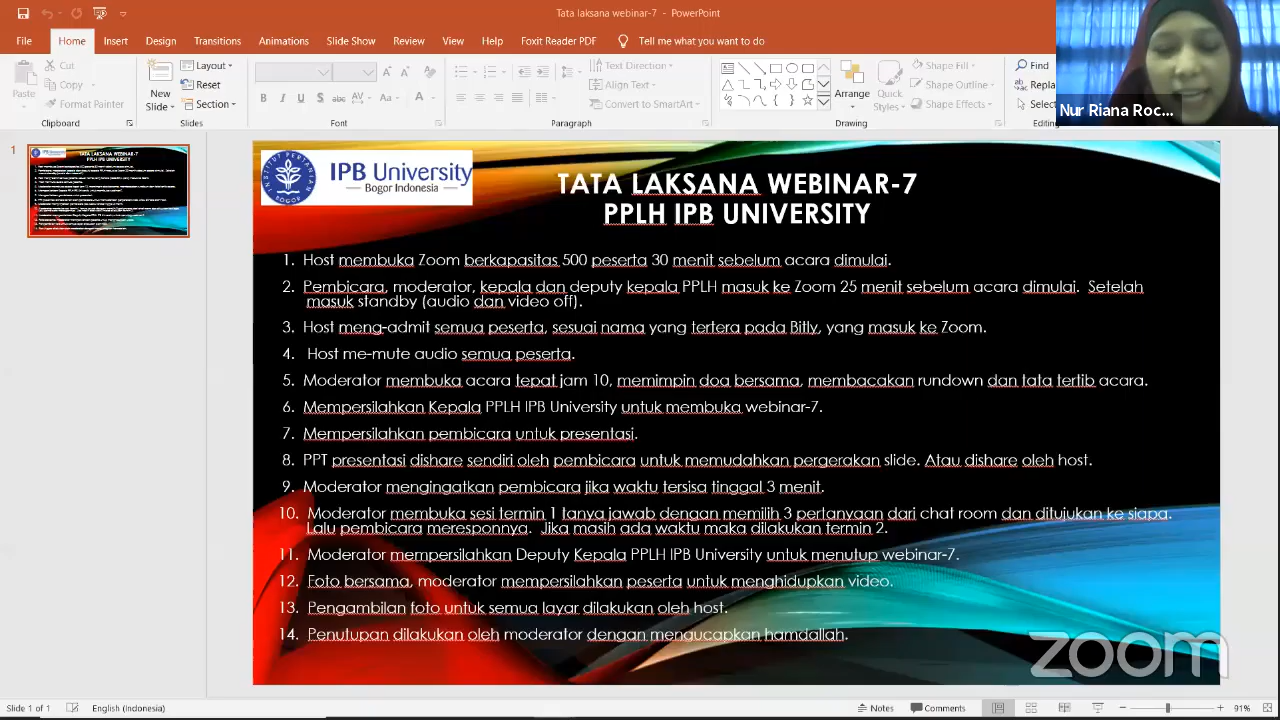 Tata laksana webinar-7 - PowerPoint
File Home Insert Design Transitions Animations Slide Show Review View Help Foxit Reader PDF Tell me what you want to do
Cut
Copy
Format Painter
Paste
Clipboard
New
Slide
Layout
Reset
Section
Slides
B I U S abc AV Aa A
Font
Text Direction
Align Text
Convert to SmartArt
Paragraph
Arrange
Quick
Styles
Shape Fill
Shape Outline
Shape Effects
Drawing
Find
Replace
Select
Editing
Nur Riana Roc...
1
IPB University
Bogor Indonesia
INSTITUT PERTANIAN BOGOR
TATA LAKSANA WEBINAR-7
PPLH IPB UNIVERSITY
1. Host membuka Zoom berkapasitas 500 peserta 30 menit sebelum acara dimulai.
2. Pembicara, moderator, kepala dan deputy kepala PPLH masuk ke Zoom 25 menit sebelum acara dimulai. Setelah
masuk standby (audio dan video off).
3. Host meng-admit semua peserta, sesuai nama yang tertera pada Bitly, yang masuk ke Zoom.
4. Host me-mute audio semua peserta.
5. Moderator membuka acara tepat jam 10, memimpin doa bersama, membacakan rundown dan tata tertib acara.
6. Mempersilahkan Kepala PPLH IPB University untuk membuka webinar-7.
7. Mempersilahkan pembicara untuk presentasi.
8. PPT presentasi dishare sendiri oleh pembicara untuk memudahkan pergerakan slide. Atau dishare oleh host.
9. Moderator mengingatkan pembicara jika waktu tersisa tinggal 3 menit.
10. Moderator membuka sesi termin 1 tanya jawab dengan memilih 3 pertanyaan dari chat room dan ditujukan ke siapa.
Lalu pembicara meresponnya. Jika masih ada waktu maka dilakukan termin 2.
11. Moderator mempersilahkan Deputy Kepala PPLH IPB University untuk menutup webinar-7.
12. Foto bersama, moderator mempersilahkan peserta untuk menghidupkan video.
13. Pengambilan foto untuk semua layar dilakukan oleh host.
14. Penutupan dilakukan oleh moderator dengan mengucapkan hamdallah.
zoom
Slide 1 of 1 English (Indonesia) Notes Comments 91%